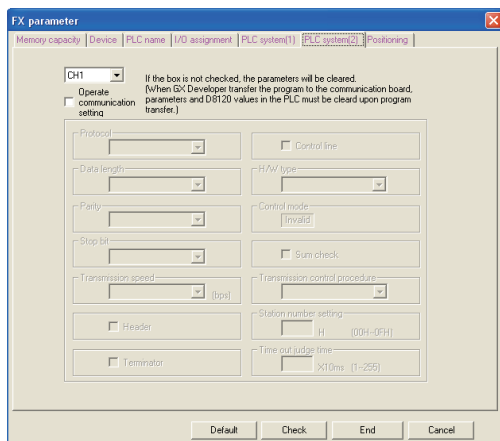 FX parameter
Memory capacity Device PLC name I/O assignment PLC system(1) PLC system(2) Positioning
CH1
If the box is not checked, the parameters will be cleared.
Operate communication setting
(When GX Developer transfer the program to the communication board,
parameters and D8120 values in the PLC must be cleard upon program
transfer.)
Protocol
Control line
Data length
H/W type
Parity
Control mode
Invalid
Stop bit
Sum check
Transmission speed
(bps)
Transmission control procedure
Header
Station number setting
H (00H-0FH)
Terminator
Time out judge time
X10ms (1-255)
Default Check End Cancel